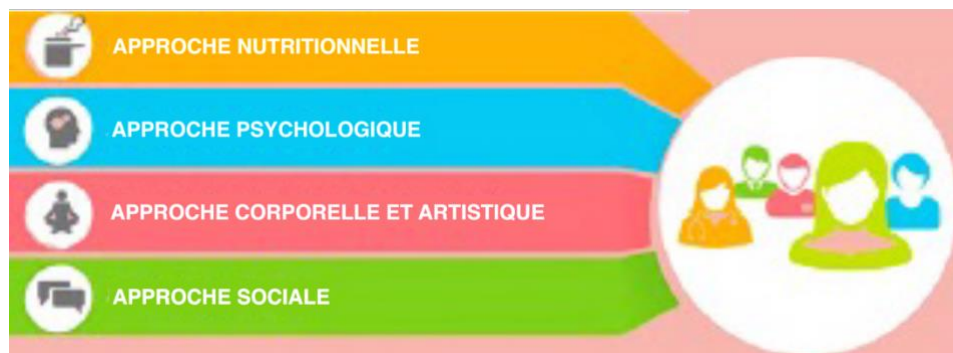 APPROCHE NUTRITIONNELLE
APPROCHE PSYCHOLOGIQUE
APPROCHE CORPORELLE ET ARTISTIQUE
APPROCHE SOCIALE